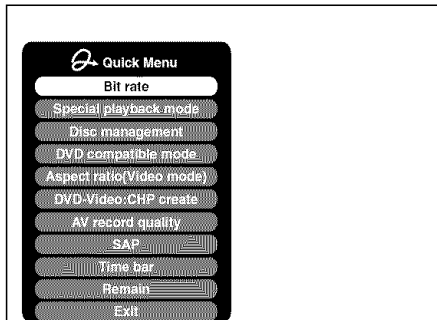 Quick Menu
Bit rate
Special playback mode
Disc management
DVD compatible mode
Aspect ratio(Video mode)
DVD-Video:CHP create
AV record quality
SAP
Time bar
Remain
Exit